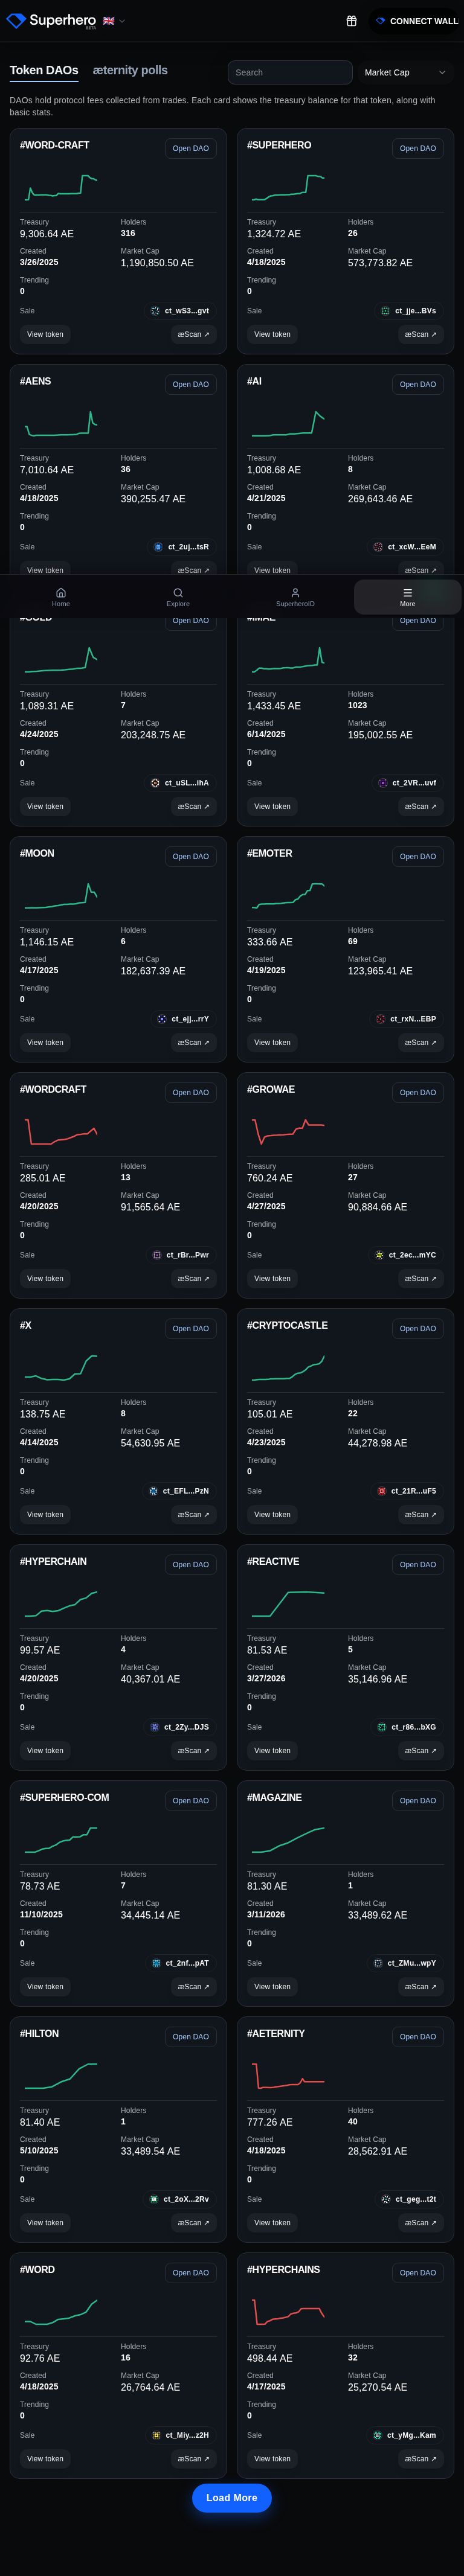 Superhero
BETA
CONNECT WALL
Token DAOs
æternity polls
Search
Market Cap
DAOs hold protocol fees collected from trades. Each card shows the treasury balance for that token, along with
basic stats.
#WORD-CRAFT
Open DAO
Treasury
Holders
9,306.64 AE
316
Created
Market Cap
3/26/2025
1,190,850.50 AE
Trending
0
Sale
ct_wS3...gvt
View token
æScan ↗
#SUPERHERO
Open DAO
Treasury
Holders
1,324.72 AE
26
Created
Market Cap
4/18/2025
573,773.82 AE
Trending
0
Sale
ct_jje...BVs
View token
æScan ↗
#AENS
Open DAO
Treasury
Holders
7,010.64 AE
36
Created
Market Cap
4/18/2025
390,255.47 AE
Trending
0
Sale
ct_2uj...tsR
View token
æScan ↗
#AI
Open DAO
Treasury
Holders
1,008.68 AE
8
Created
Market Cap
4/21/2025
269,643.46 AE
Trending
0
Sale
ct_xcW...EeM
View token
æScan ↗
Home
Explore
SuperheroID
More
Open DAO
Treasury
Holders
1,089.31 AE
7
Created
Market Cap
4/24/2025
203,248.75 AE
Trending
0
Sale
ct_uSL...ihA
View token
æScan ↗
Open DAO
Treasury
Holders
1,433.45 AE
1023
Created
Market Cap
6/14/2025
195,002.55 AE
Trending
0
Sale
ct_2VR...uvf
View token
æScan ↗
#MOON
Open DAO
Treasury
Holders
1,146.15 AE
6
Created
Market Cap
4/17/2025
182,637.39 AE
Trending
0
Sale
ct_ejj...rrY
View token
æScan ↗
#EMOTER
Open DAO
Treasury
Holders
333.66 AE
69
Created
Market Cap
4/19/2025
123,965.41 AE
Trending
0
Sale
ct_rxN...EBP
View token
æScan ↗
#WORDCRAFT
Open DAO
Treasury
Holders
285.01 AE
13
Created
Market Cap
4/20/2025
91,565.64 AE
Trending
0
Sale
ct_rBr...Pwr
View token
æScan ↗
#GROWAE
Open DAO
Treasury
Holders
760.24 AE
27
Created
Market Cap
4/27/2025
90,884.66 AE
Trending
0
Sale
ct_2ec...mYC
View token
æScan ↗
#X
Open DAO
Treasury
Holders
138.75 AE
8
Created
Market Cap
4/14/2025
54,630.95 AE
Trending
0
Sale
ct_EFL...PzN
View token
æScan ↗
#CRYPTOCASTLE
Open DAO
Treasury
Holders
105.01 AE
22
Created
Market Cap
4/23/2025
44,278.98 AE
Trending
0
Sale
ct_21R...uF5
View token
æScan ↗
#HYPERCHAIN
Open DAO
Treasury
Holders
99.57 AE
4
Created
Market Cap
4/20/2025
40,367.01 AE
Trending
0
Sale
ct_2Zy...DJS
View token
æScan ↗
#REACTIVE
Open DAO
Treasury
Holders
81.53 AE
5
Created
Market Cap
3/27/2026
35,146.96 AE
Trending
0
Sale
ct_r86...bXG
View token
æScan ↗
#SUPERHERO-COM
Open DAO
Treasury
Holders
78.73 AE
7
Created
Market Cap
11/10/2025
34,445.14 AE
Trending
0
Sale
ct_2nf...pAT
View token
æScan ↗
#MAGAZINE
Open DAO
Treasury
Holders
81.30 AE
1
Created
Market Cap
3/11/2026
33,489.62 AE
Trending
0
Sale
ct_ZMu...wpY
View token
æScan ↗
#HILTON
Open DAO
Treasury
Holders
81.40 AE
1
Created
Market Cap
5/10/2025
33,489.54 AE
Trending
0
Sale
ct_2oX...2Rv
View token
æScan ↗
#AETERNITY
Open DAO
Treasury
Holders
777.26 AE
40
Created
Market Cap
4/18/2025
28,562.91 AE
Trending
0
Sale
ct_geg...t2t
View token
æScan ↗
#WORD
Open DAO
Treasury
Holders
92.76 AE
16
Created
Market Cap
4/18/2025
26,764.64 AE
Trending
0
Sale
ct_Miy...z2H
View token
æScan ↗
#HYPERCHAINS
Open DAO
Treasury
Holders
498.44 AE
32
Created
Market Cap
4/17/2025
25,270.54 AE
Trending
0
Sale
ct_yMg...Kam
View token
æScan ↗
Load More